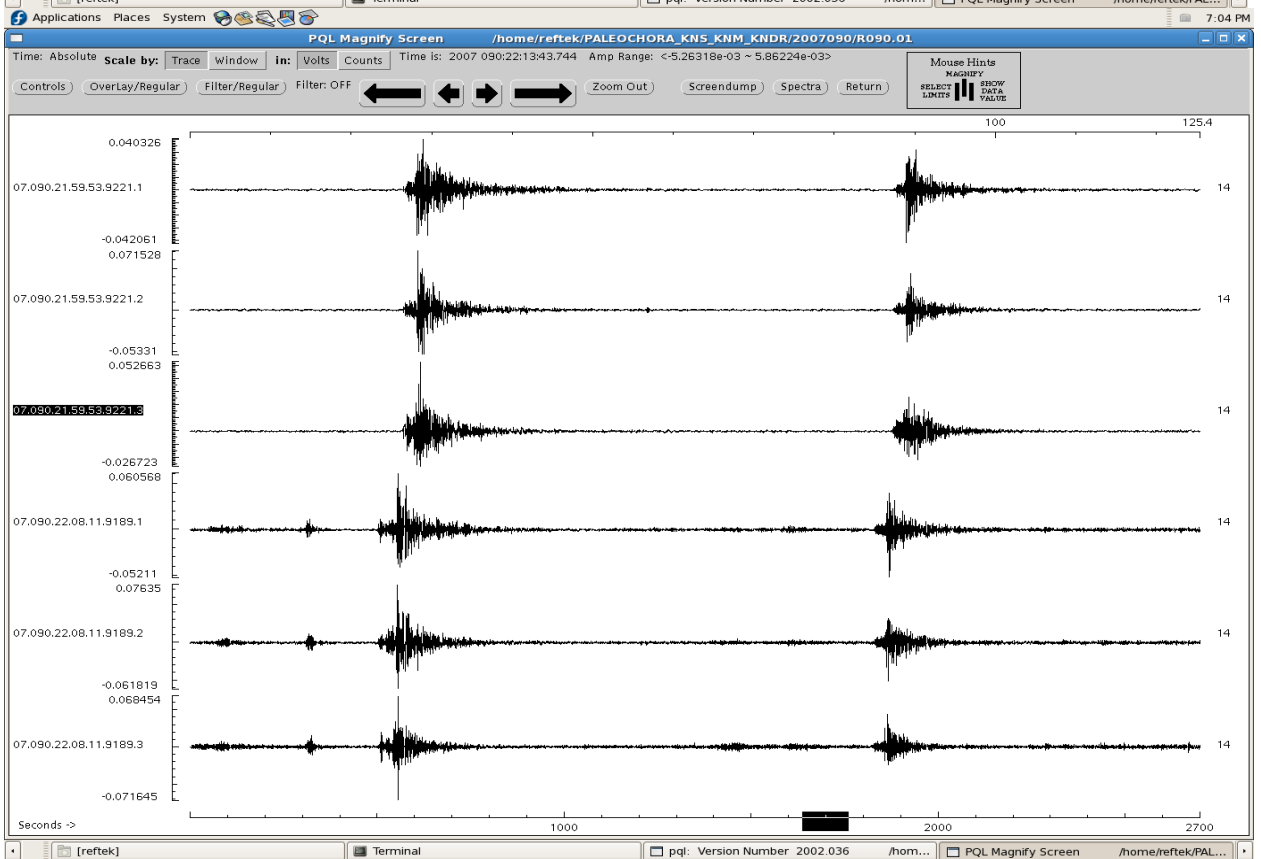 [reftek] Terminal pql: Version Number 2002.036 /hom... PQL Magnify Screen /home/reftek/PAL...
Applications Places System 7:04 PM
PQL Magnify Screen /home/reftek/PALEOCHORA_KNS_KNM_KNDR/2007090/R090.01
Time: Absolute Scale by: Trace Window in: Volts Counts Time is: 2007 090:22:13:43.744 Amp Range: <-5.26318e-03 ~ 5.86224e-03>
Controls OverLay/Regular Filter/Regular Filter: OFF Zoom Out Screendump Spectra Return
Mouse Hints
MAGNIFY
SELECT LIMITS
SHOW DATA VALUE
100 125.4
0.040326
07.090.21.59.53.9221.1 14
-0.042061
0.071528
07.090.21.59.53.9221.2 14
-0.05331
0.052663
07.090.21.59.53.9221.3 14
-0.026723
0.060568
07.090.22.08.11.9189.1 14
-0.05211
0.07635
07.090.22.08.11.9189.2 14
-0.061819
0.068454
07.090.22.08.11.9189.3 14
-0.071645
Seconds -> 1000 2000 2700
[reftek] Terminal pql: Version Number 2002.036 /hom... PQL Magnify Screen /home/reftek/PAL...